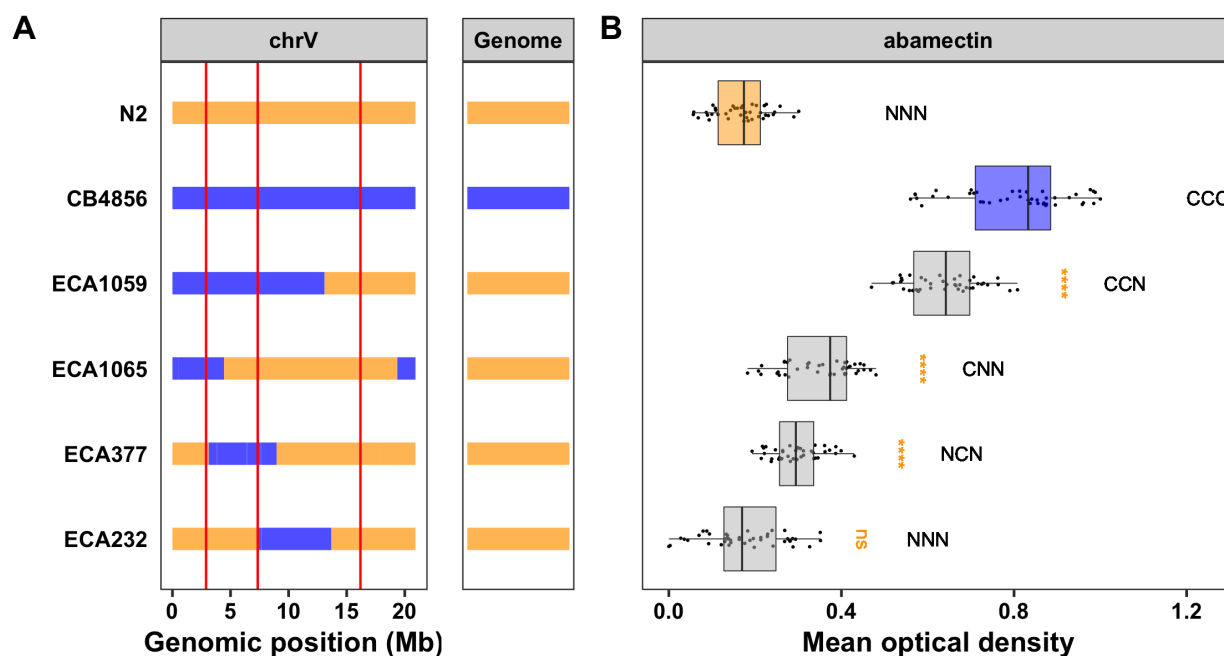 A
B
chrV
Genome
abamectin
N2
NNN
CB4856
CCC
ECA1059
****
CCN
ECA1065
****
CNN
ECA377
****
NCN
ECA232
ns
NNN
0 5 10 15 20
0.0 0.4 0.8 1.2
Genomic position (Mb)
Mean optical density